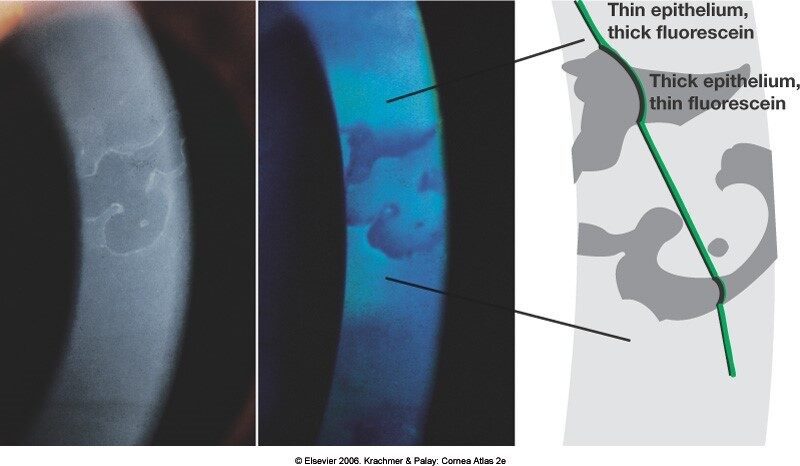 Thin epithelium,
thick fluorescein
Thick epithelium,
thin fluorescein
© Elsevier 2006. Krachmer & Palay: Cornea Atlas 2e